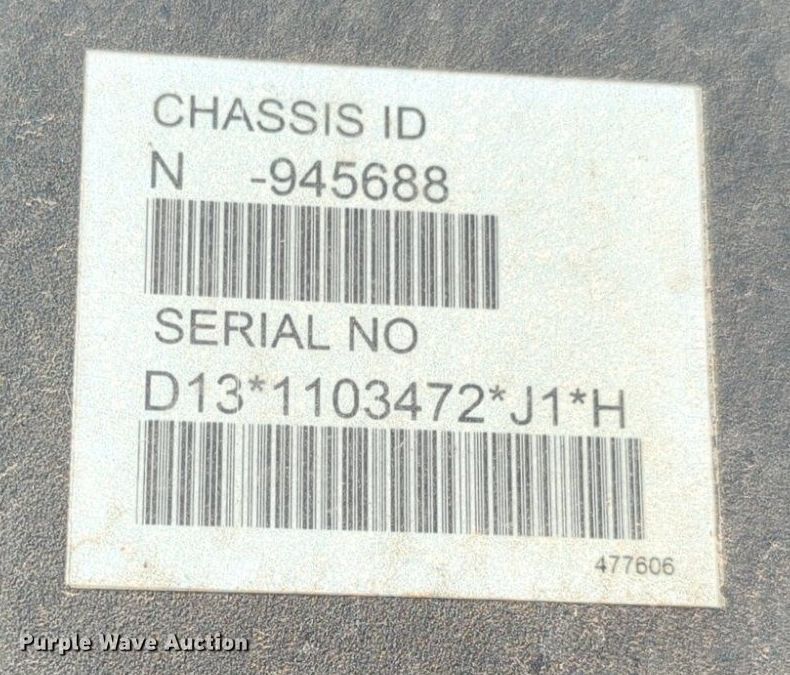 CHASSIS ID
N -945688
SERIAL NO
D13*1103472*J1*H
477606
Purple Wave Auction